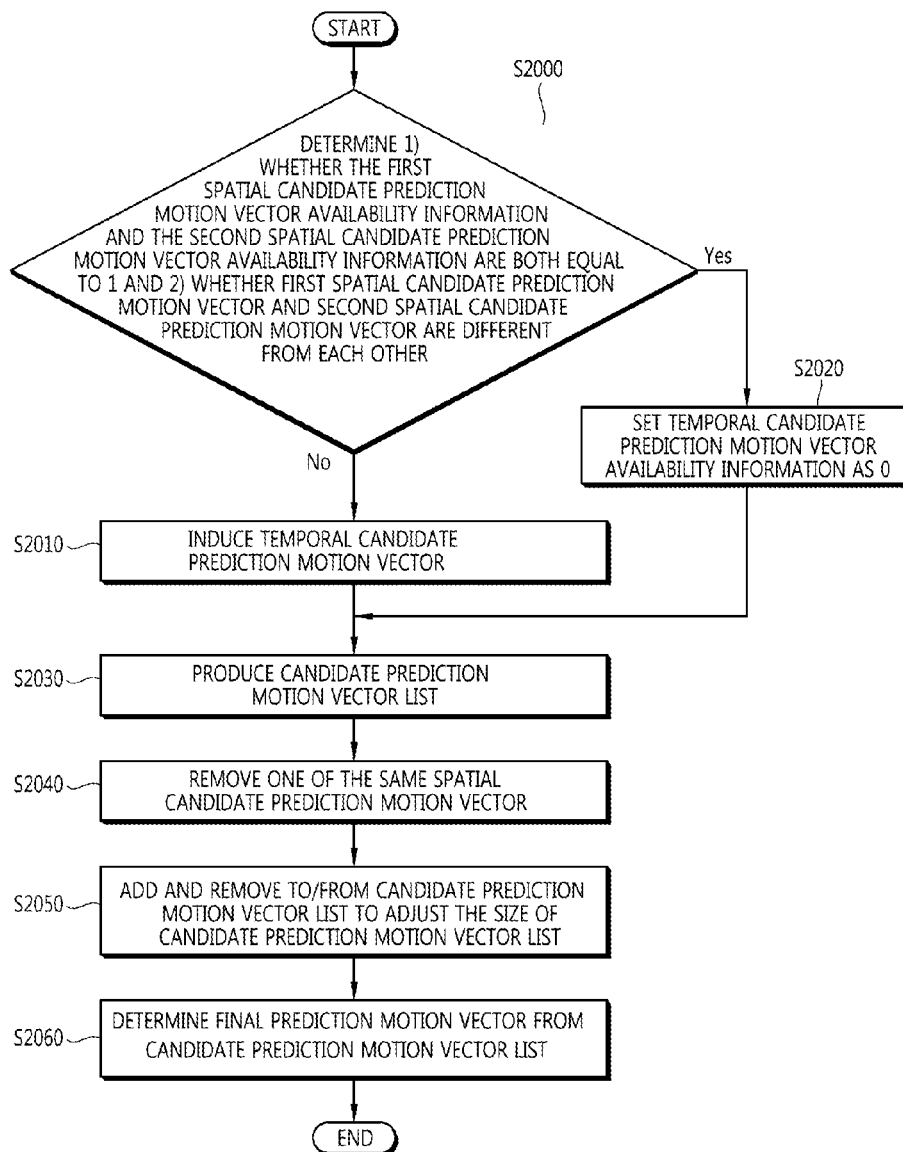 START
S2000
DETERMINE 1)
WHETHER THE FIRST
SPATIAL CANDIDATE PREDICTION
MOTION VECTOR AVAILABILITY INFORMATION
AND THE SECOND SPATIAL CANDIDATE PREDICTION
MOTION VECTOR AVAILABILITY INFORMATION ARE BOTH EQUAL
TO 1 AND 2) WHETHER FIRST SPATIAL CANDIDATE PREDICTION
MOTION VECTOR AND SECOND SPATIAL CANDIDATE
PREDICTION MOTION VECTOR ARE DIFFERENT
FROM EACH OTHER
Yes
S2020
SET TEMPORAL CANDIDATE
PREDICTION MOTION VECTOR
AVAILABILITY INFORMATION AS 0
No
S2010
INDUCE TEMPORAL CANDIDATE
PREDICTION MOTION VECTOR
S2030
PRODUCE CANDIDATE PREDICTION
MOTION VECTOR LIST
S2040
REMOVE ONE OF THE SAME SPATIAL
CANDIDATE PREDICTION MOTION VECTOR
S2050
ADD AND REMOVE TO/FROM CANDIDATE PREDICTION
MOTION VECTOR LIST TO ADJUST THE SIZE OF
CANDIDATE PREDICTION MOTION VECTOR LIST
S2060
DETERMINE FINAL PREDICTION MOTION VECTOR FROM
CANDIDATE PREDICTION MOTION VECTOR LIST
END